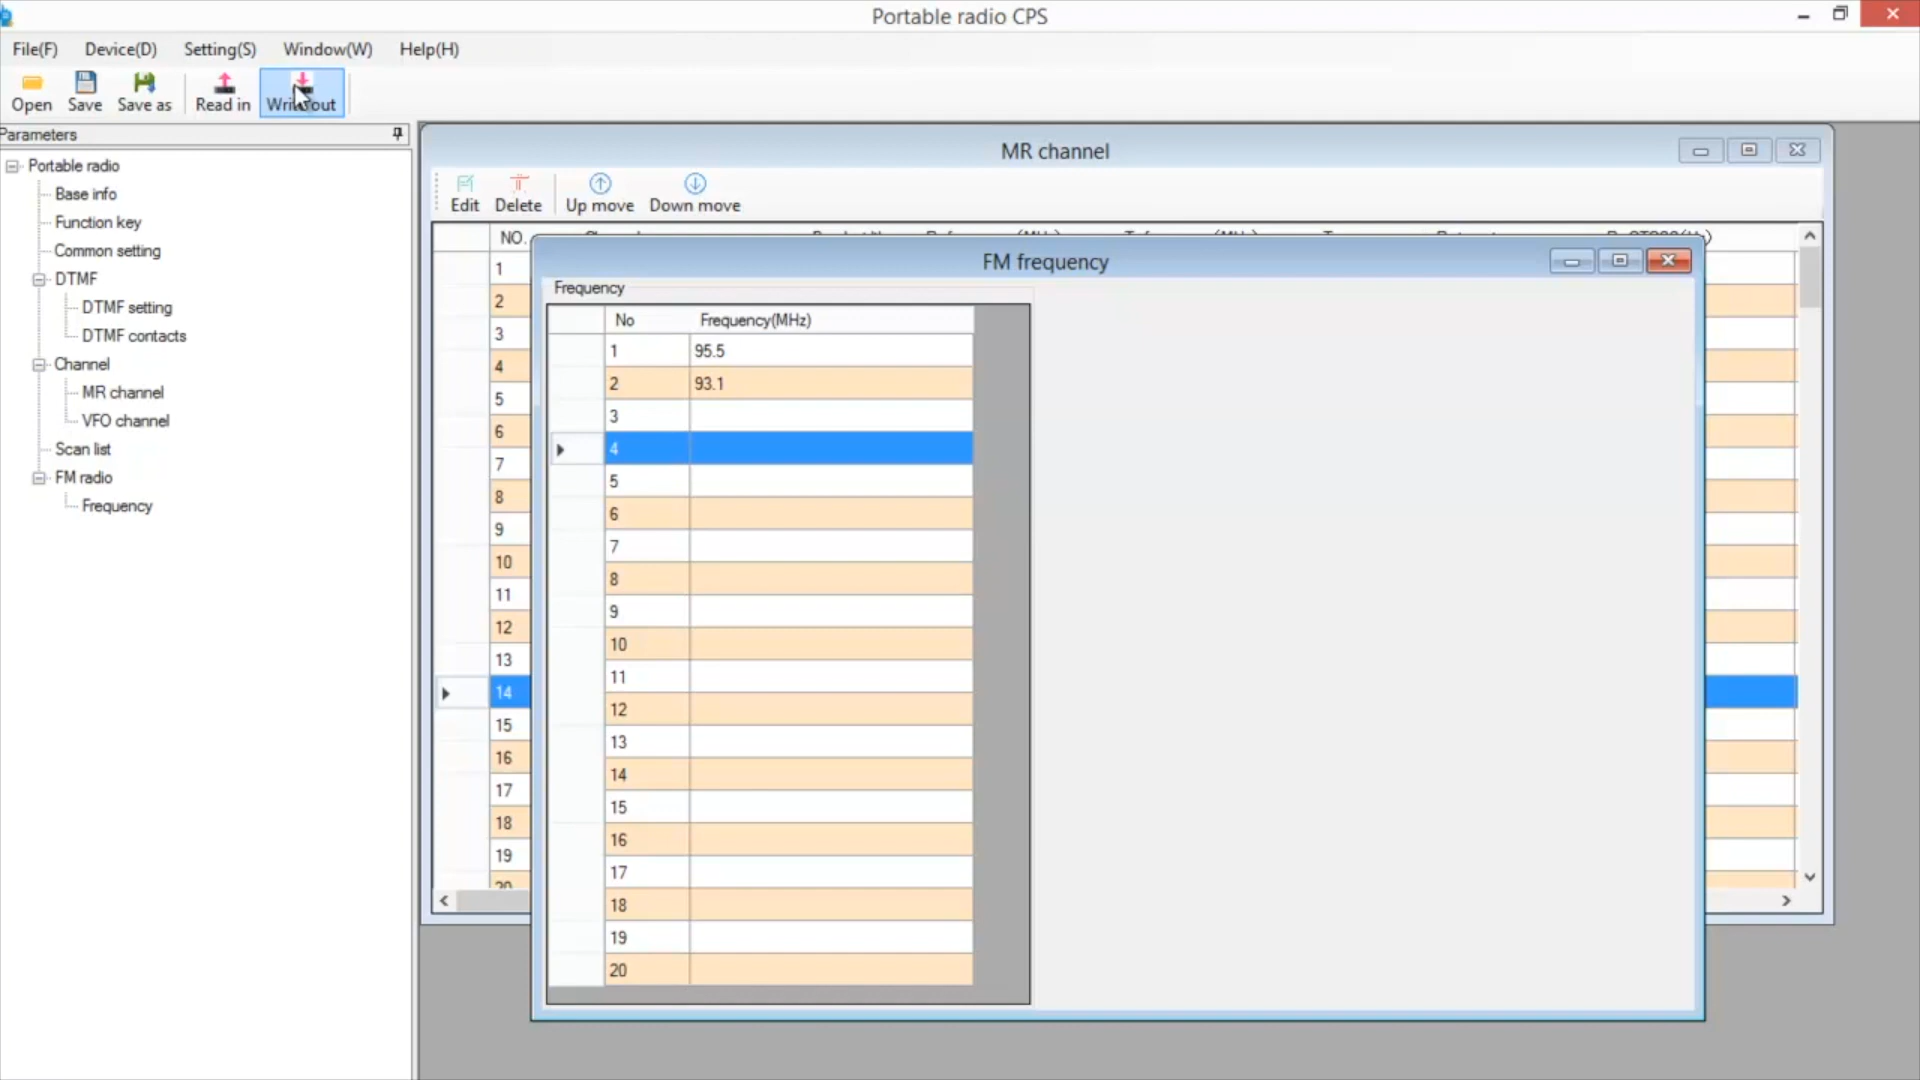 Portable radio CPS
File(F) Device(D) Setting(S) Window(W) Help(H)
Open Save Save as Read in Write out
Parameters
Portable radio
Base info
Function key
Common setting
DTMF
DTMF setting
DTMF contacts
Channel
MR channel
VFO channel
Scan list
FM radio
Frequency
MR channel
Edit Delete Up move Down move
NO.
1
2
3
4
5
6
7
8
9
10
11
12
13
14
15
16
17
18
19
20
FM frequency
Frequency
No Frequency(MHz)
1 95.5
2 93.1
3
4
5
6
7
8
9
10
11
12
13
14
15
16
17
18
19
20